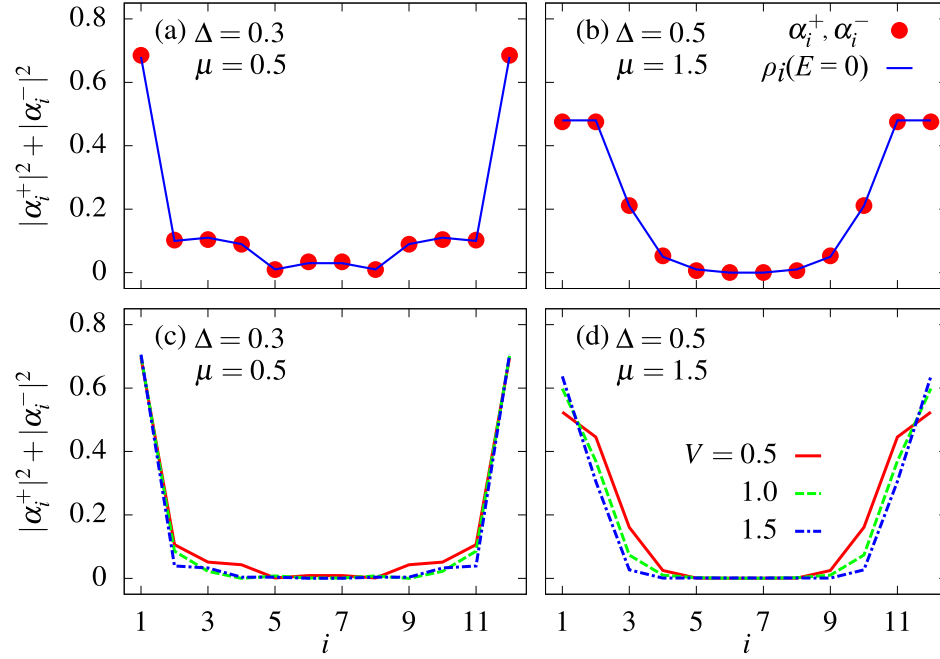 (a) Δ = 0.3
μ = 0.5
(b) Δ = 0.5
μ = 1.5
α_i^+, α_i^-
ρ_i(E = 0)
|α_i^+|^2 + |α_i^-|^2
0.8
0.6
0.4
0.2
0
(c) Δ = 0.3
μ = 0.5
(d) Δ = 0.5
μ = 1.5
V = 0.5
1.0
1.5
|α_i^+|^2 + |α_i^-|^2
0.8
0.6
0.4
0.2
0
1 3 5 7 9 11
i
1 3 5 7 9 11
i